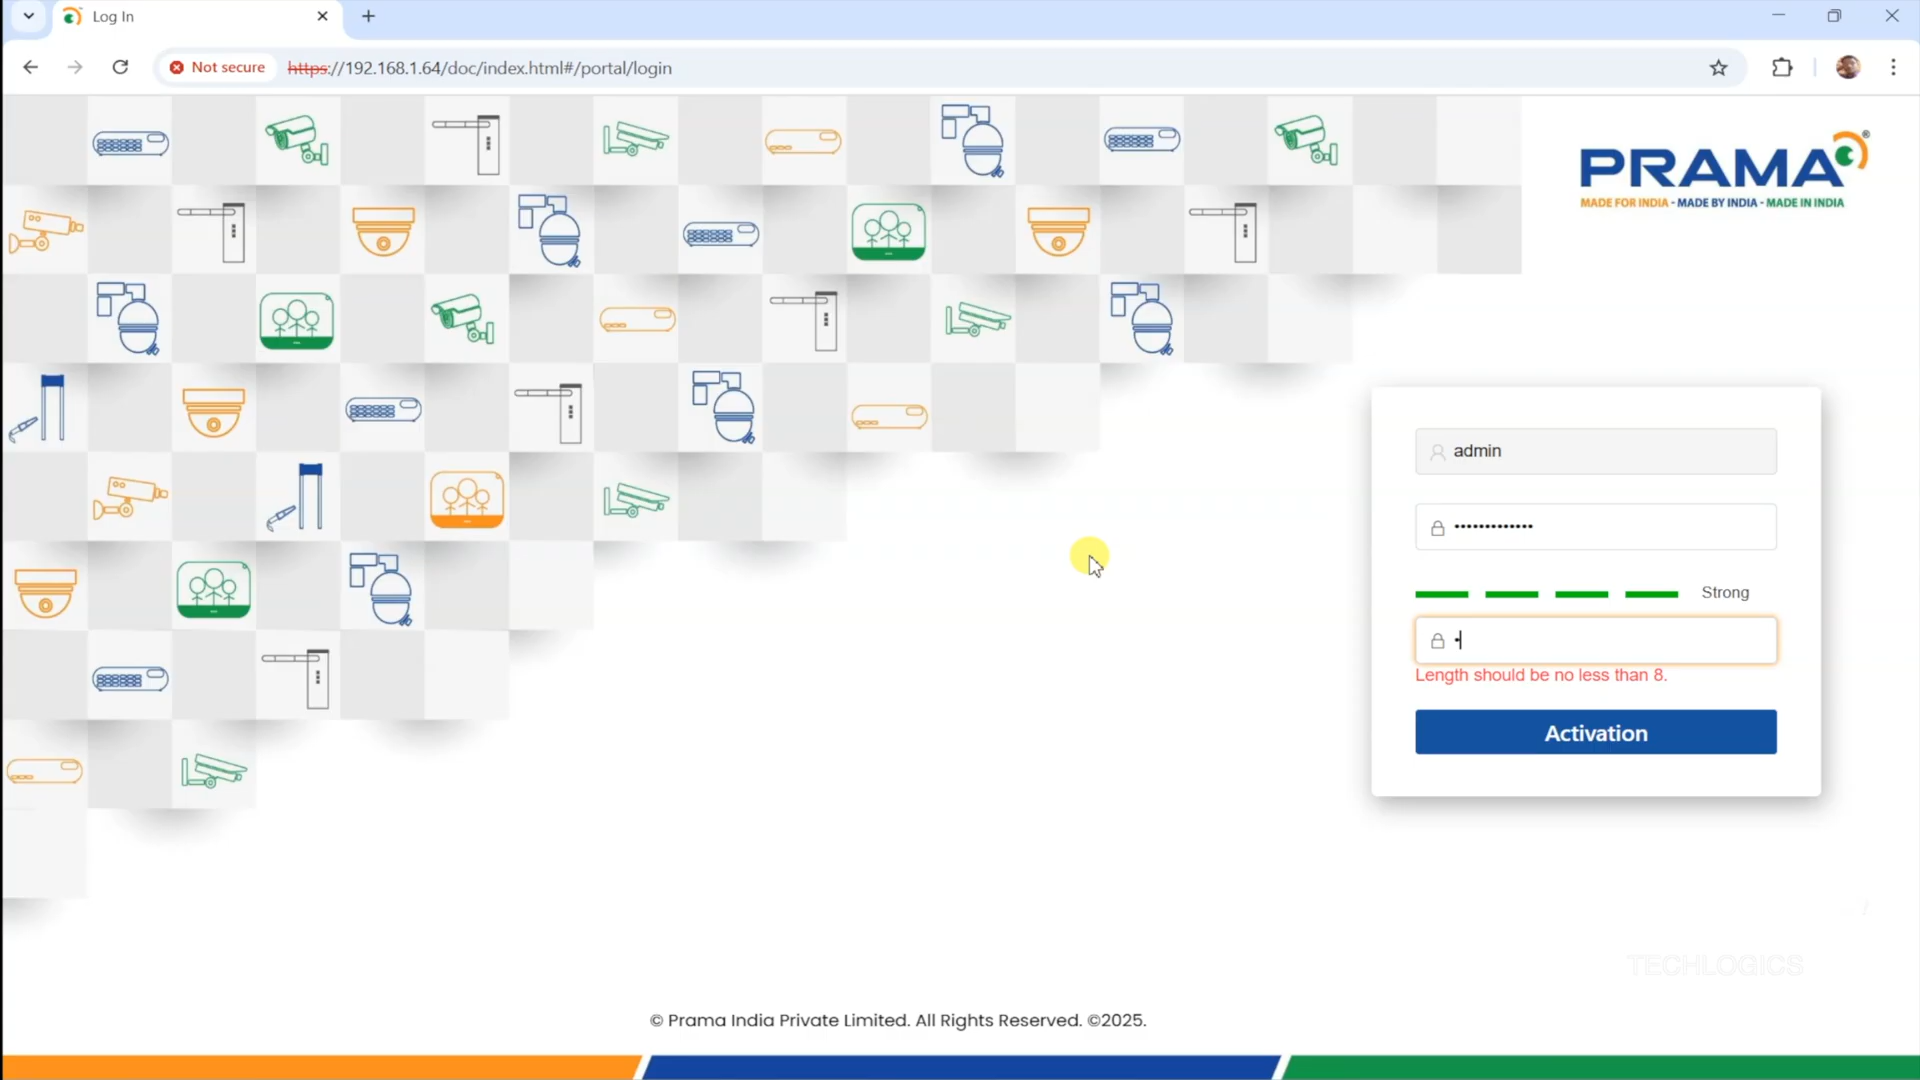 Log In
Not secure
https://192.168.1.64/doc/index.html#/portal/login
PRAMA®
MADE FOR INDIA - MADE BY INDIA - MADE IN INDIA
admin
•••••••••••••
Strong
•
Length should be no less than 8.
Activation
TECHLOGICS
© Prama India Private Limited. All Rights Reserved. ©2025.